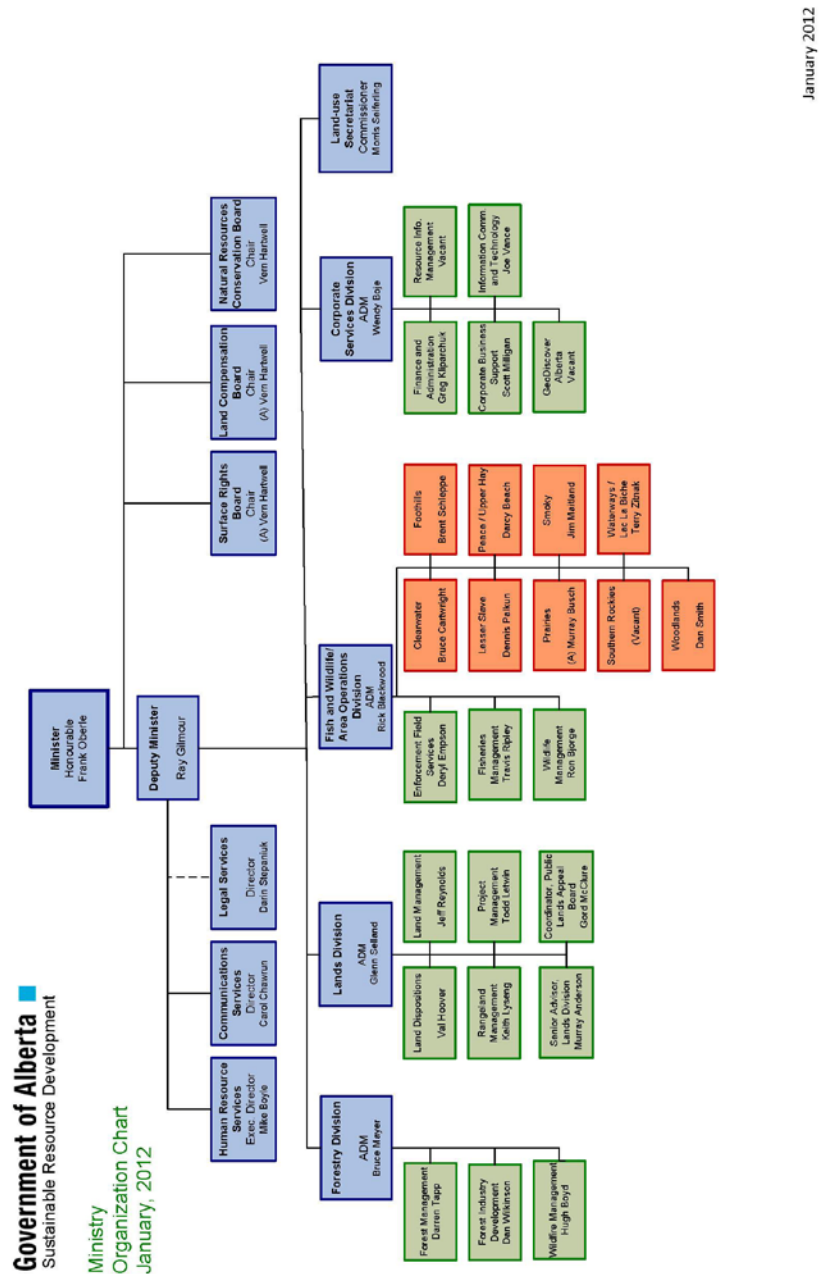 Government of Alberta
Sustainable Resource Development
Ministry
Organization Chart
January, 2012
Minister
Honourable
Frank Oberle
Deputy Minister
Ray Gilmour
Human Resource
Services
Exec. Director
Mike Boyle
Communications
Services
Director
Carol Chawrun
Legal Services
Director
Darin Stepaniuk
Surface Rights
Board
Chair
(A) Vern Hartwell
Land Compensation
Board
Chair
(A) Vern Hartwell
Natural Resources
Conservation Board
Chair
Vern Hartwell
Forestry Division
ADM
Bruce Mayer
Lands Division
ADM
Glenn Selland
Fish and Wildlife/
Area Operations
Division
ADM
Rick Blackwood
Corporate
Services Division
ADM
Wendy Boje
Land-use
Secretariat
Commissioner
Morris Seiferling
Forest Management
Darren Tapp
Forest Industry
Development
Dan Wilkinson
Wildfire Management
Hugh Boyd
Land Dispositions
Val Hoover
Land Management
Jeff Reynolds
Rangeland
Management
Keith Lyseng
Project
Management
Todd Letwin
Senior Advisor,
Lands Division
Murray Anderson
Coordinator, Public
Lands Appeal
Board
Gord McClure
Enforcement Field
Services
Deryl Empson
Fisheries
Management
Travis Ripley
Wildlife
Management
Ron Bjorge
Clearwater
Bruce Cartwright
Foothills
Brent Schleppe
Lesser Slave
Dennis Palkun
Peace / Upper Hay
Darcy Beach
Prairies
(A) Murray Busch
Smoky
Jim Maitland
Southern Rockies
(Vacant)
Waterways /
Lac La Biche
Terry Zitnak
Woodlands
Dan Smith
Finance and
Administration
Greg Kliparchuk
Resource Info.
Management
Vacant
Corporate Business
Support
Scott Milligan
Information Comm.
and Technology
Joe Vance
GeoDiscover
Alberta
Vacant
January 2012